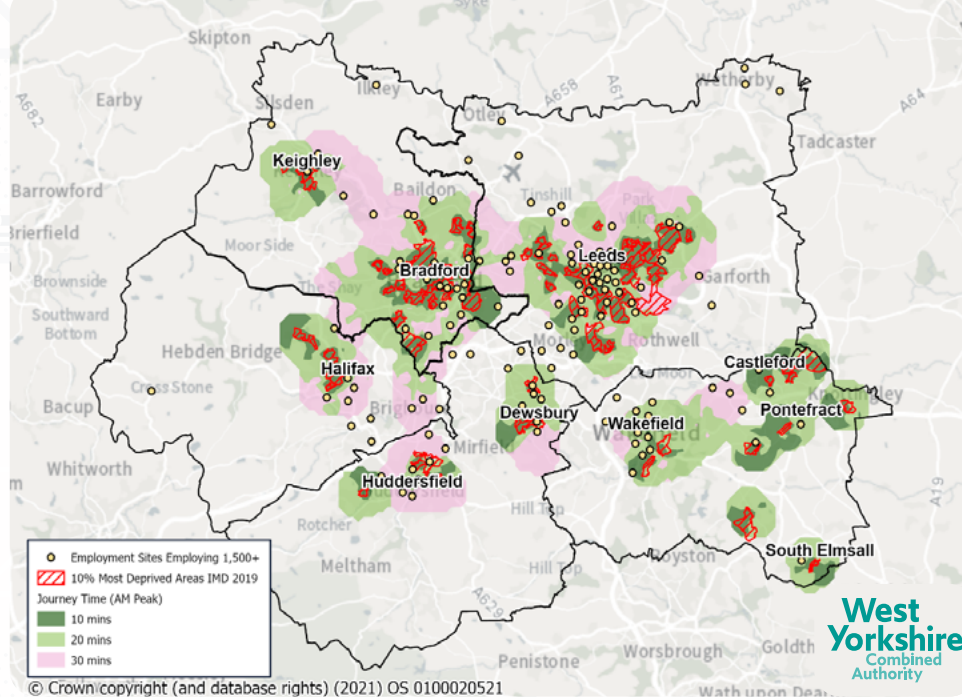 Skipton
Earby
Silsden
Ilkley
Otley
A658
A61
Wetherby
A64
A682
Tadcaster
Barrowford
Keighley
Baildon
Tinshill
Park
Brierfield
Moor Side
Bradford
Leeds
Garforth
Brownside
Southward
Bottom
Hebden Bridge
Rothwell
Halifax
Castleford
Cross Stone
Bacup
Dewsbury
Wakefield
Pontefract
Mirfield
Whitworth
Huddersfield
A19
Hill Top
Rotcher
Meltham
Hill Top
Royston
South Elmsall
A629
Employment Sites Employing 1,500+
10% Most Deprived Areas IMD 2019
Journey Time (AM Peak)
10 mins
20 mins
30 mins
Penistone
Worsbrough
West
Yorkshire
Combined
Authority
© Crown copyright (and database rights) (2021) OS 0100020521